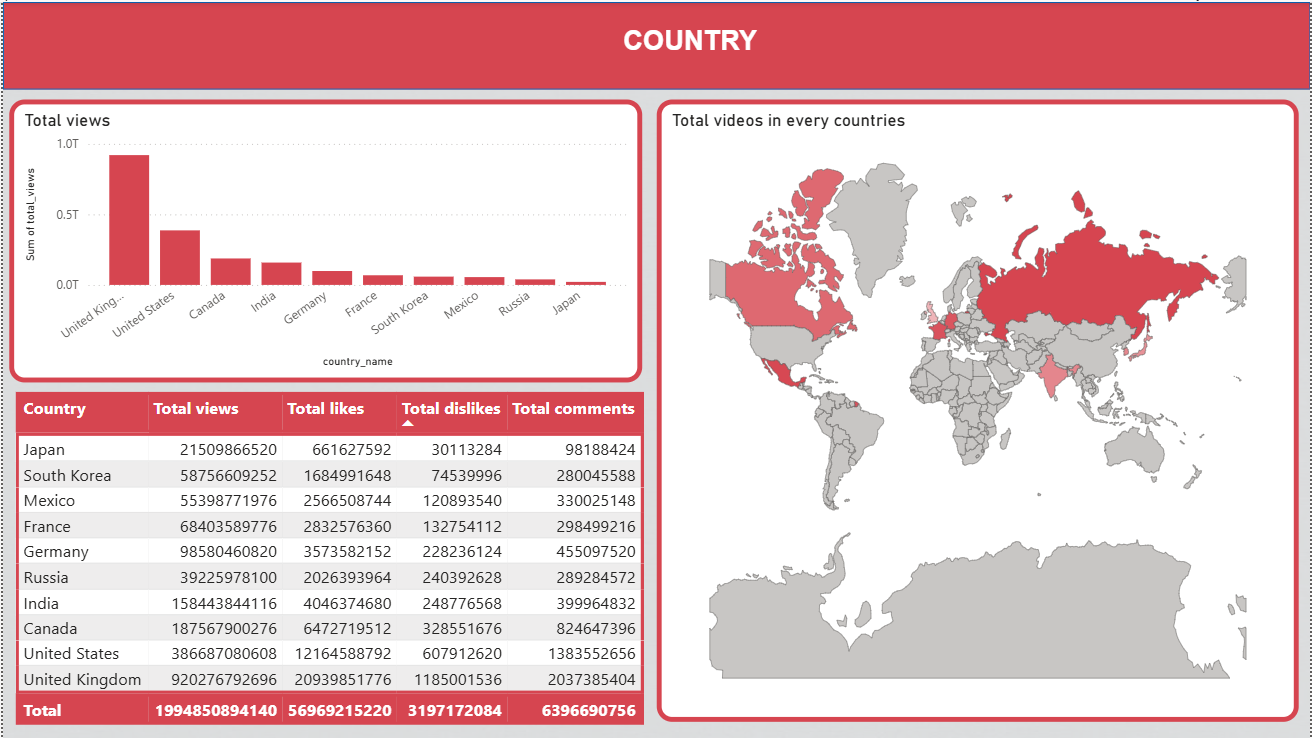 COUNTRY
Total views
Sum of total_views
1.0T
0.5T
0.0T
United King...
United States
Canada
India
Germany
France
South Korea
Mexico
Russia
Japan
country_name
Total videos in every countries
Country Total views Total likes Total dislikes Total comments
Japan 21509866520 661627592 30113284 98188424
South Korea 58756609252 1684991648 74539996 280045588
Mexico 55398771976 2566508744 120893540 330025148
France 68403589776 2832576360 132754112 298499216
Germany 98580460820 3573582152 228236124 455097520
Russia 39225978100 2026393964 240392628 289284572
India 158443844116 4046374680 248776568 399964832
Canada 187567900276 6472719512 328551676 824647396
United States 386687080608 12164588792 607912620 1383552656
United Kingdom 920276792696 20939851776 1185001536 2037385404
Total 1994850894140 56969215220 3197172084 6396690756